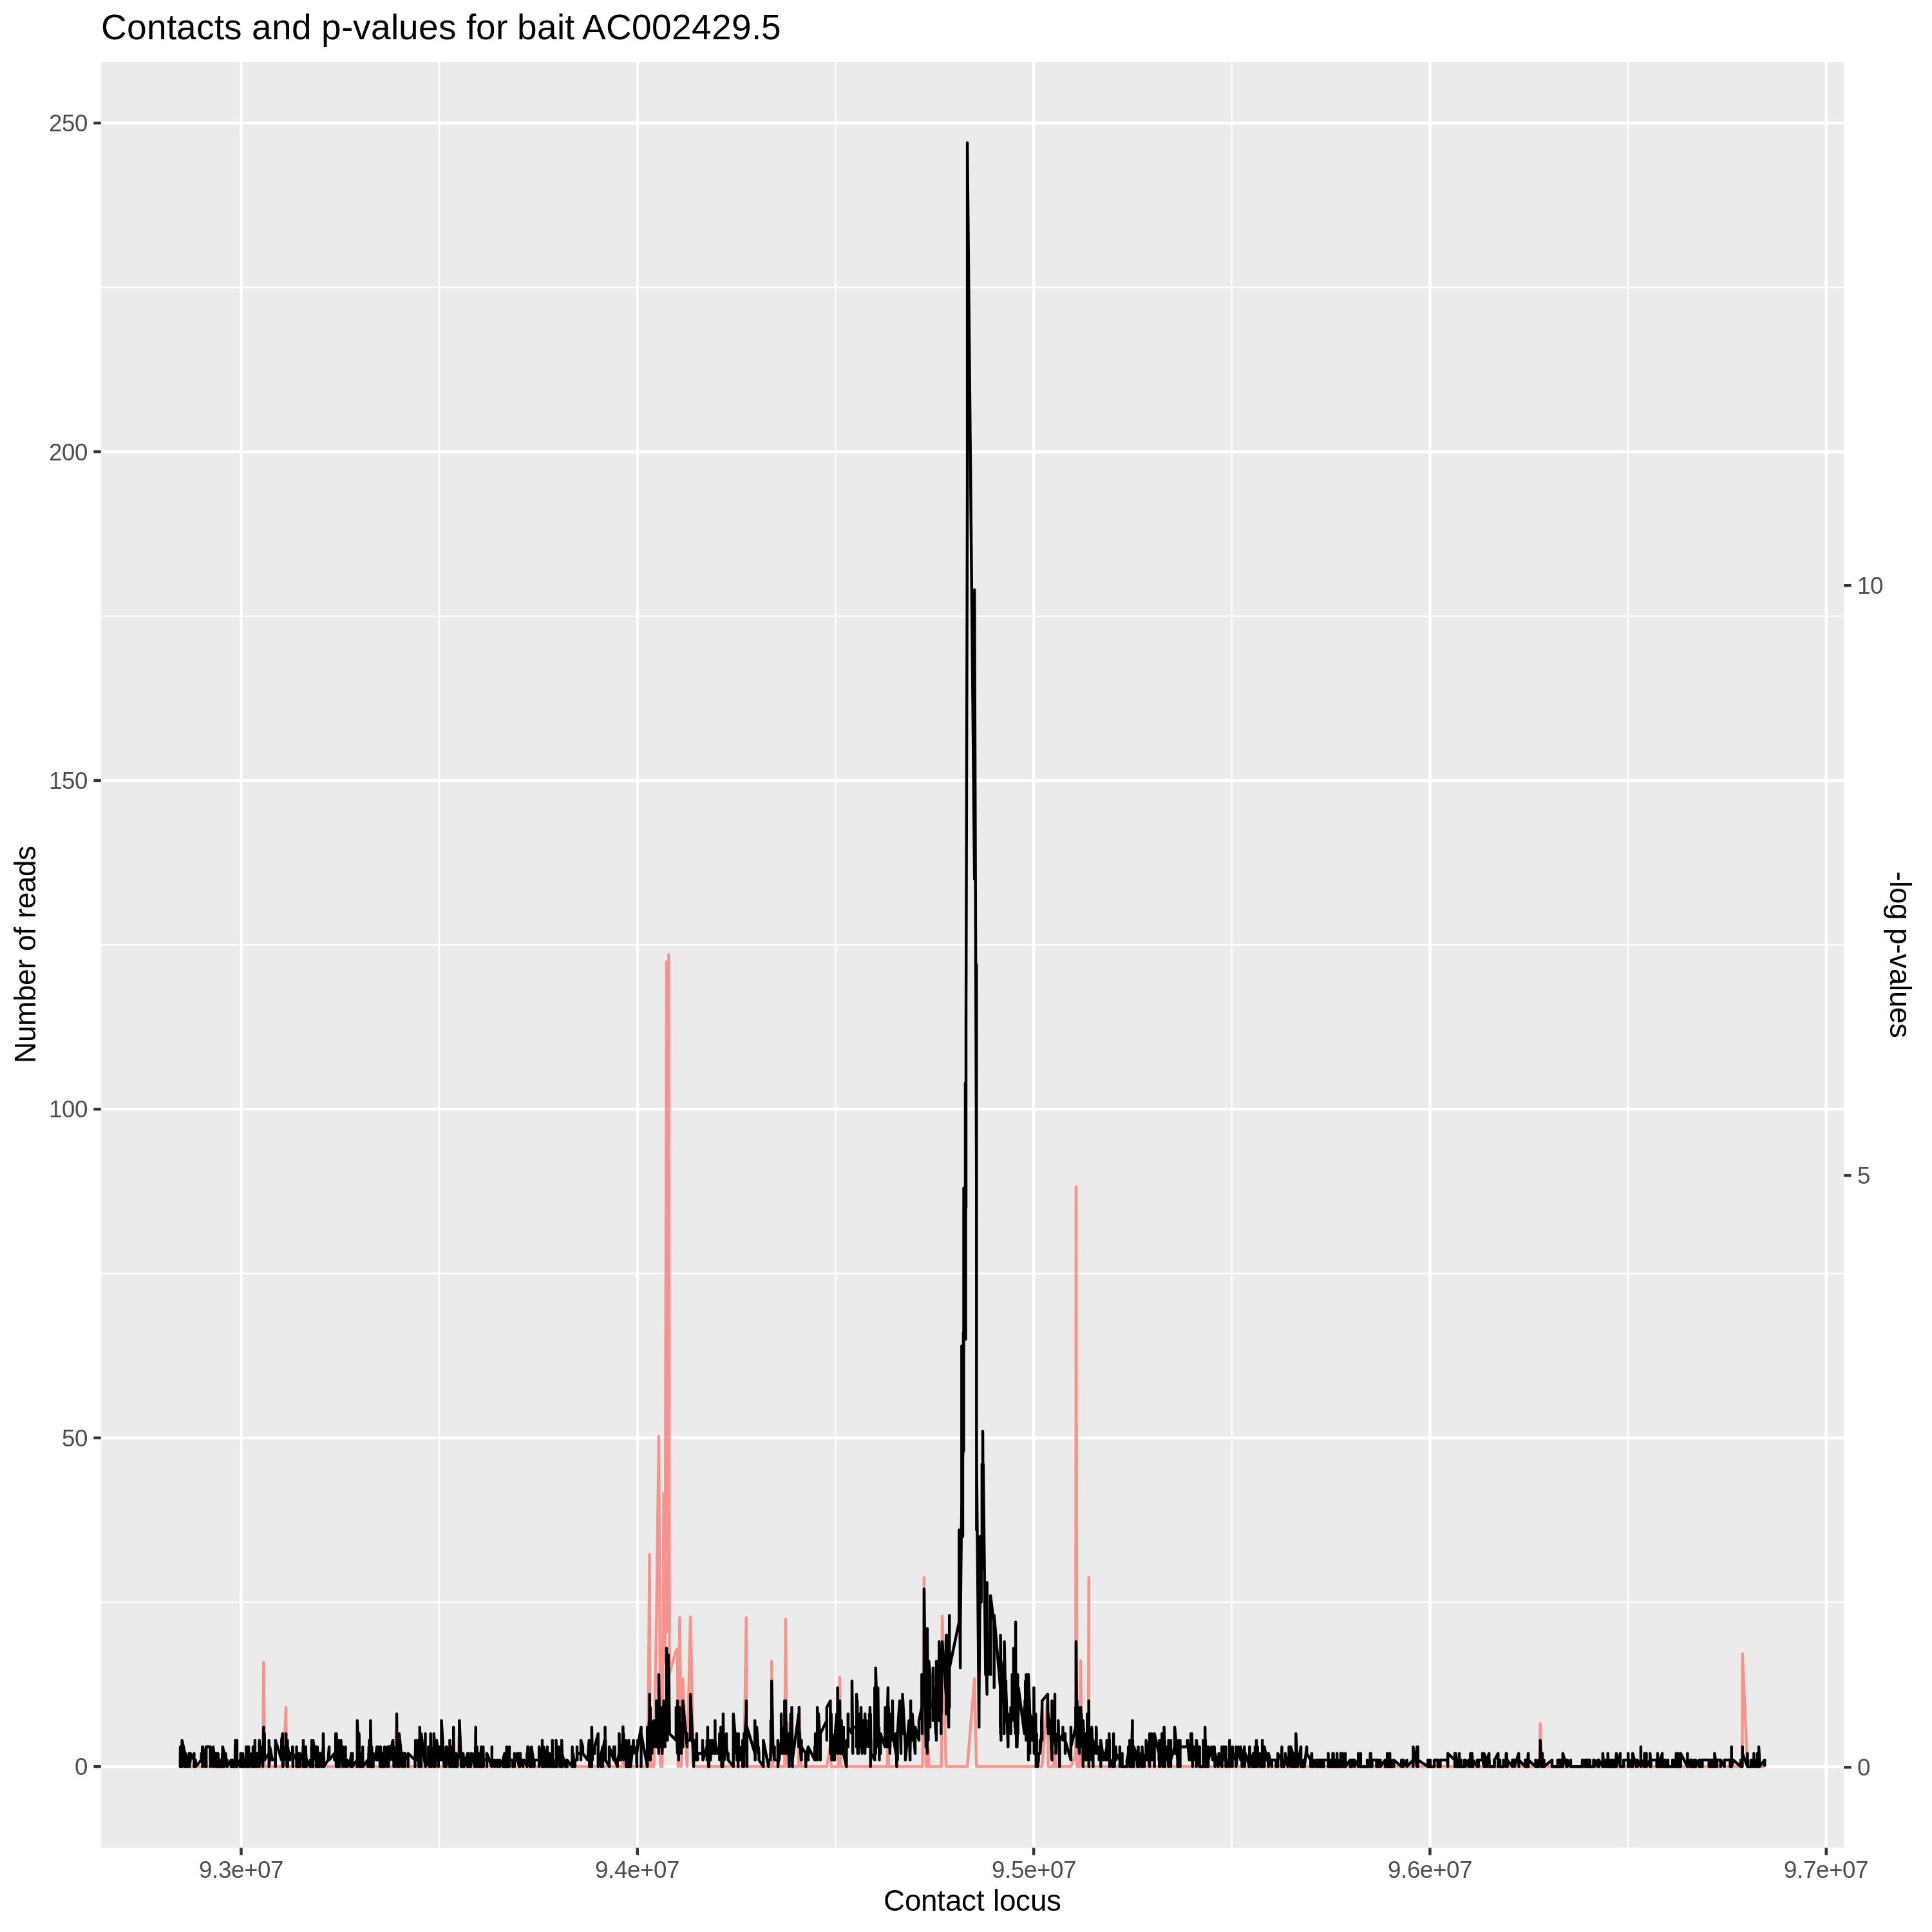 Contacts and p-values for bait AC002429.5
250
200
150
100
50
0
Number of reads
10
5
0
-log p-values
9.3e+07
9.4e+07
9.5e+07
9.6e+07
9.7e+07
Contact locus